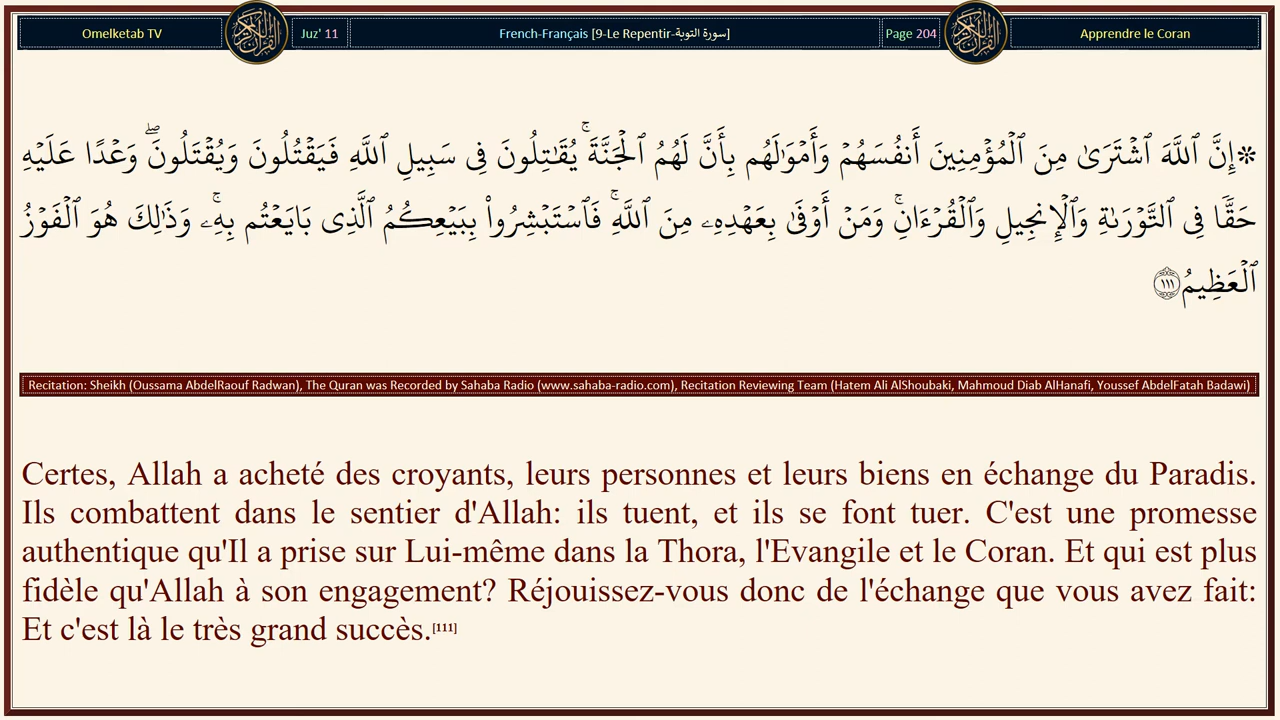 Omelketab TV
Juz' 11
French-Français [9-Le Repentir-سورة التوبة]
Page 204
Apprendre le Coran
۞إِنَّ ٱللَّهَ ٱشۡتَرَىٰ مِنَ ٱلۡمُؤۡمِنِينَ أَنفُسَهُمۡ وَأَمۡوَٰلَهُم بِأَنَّ لَهُمُ ٱلۡجَنَّةَۚ يُقَٰتِلُونَ فِي سَبِيلِ ٱللَّهِ فَيَقۡتُلُونَ وَيُقۡتَلُونَۖ وَعۡدًا عَلَيۡهِ
حَقّٗا فِي ٱلتَّوۡرَىٰةِ وَٱلۡإِنجِيلِ وَٱلۡقُرۡءَانِۚ وَمَنۡ أَوۡفَىٰ بِعَهۡدِهِۦ مِنَ ٱللَّهِۚ فَٱسۡتَبۡشِرُواْ بِبَيۡعِكُمُ ٱلَّذِي بَايَعۡتُم بِهِۦۚ وَذَٰلِكَ هُوَ ٱلۡفَوۡزُ
ٱلۡعَظِيمُ ١١١
Recitation: Sheikh (Oussama AbdelRaouf Radwan), The Quran was Recorded by Sahaba Radio (www.sahaba-radio.com), Recitation Reviewing Team (Hatem Ali AlShoubaki, Mahmoud Diab AlHanafi, Youssef AbdelFatah Badawi)
Certes, Allah a acheté des croyants, leurs personnes et leurs biens en échange du Paradis.
Ils combattent dans le sentier d'Allah: ils tuent, et ils se font tuer. C'est une promesse
authentique qu'Il a prise sur Lui-même dans la Thora, l'Evangile et le Coran. Et qui est plus
fidèle qu'Allah à son engagement? Réjouissez-vous donc de l'échange que vous avez fait:
Et c'est là le très grand succès.[111]